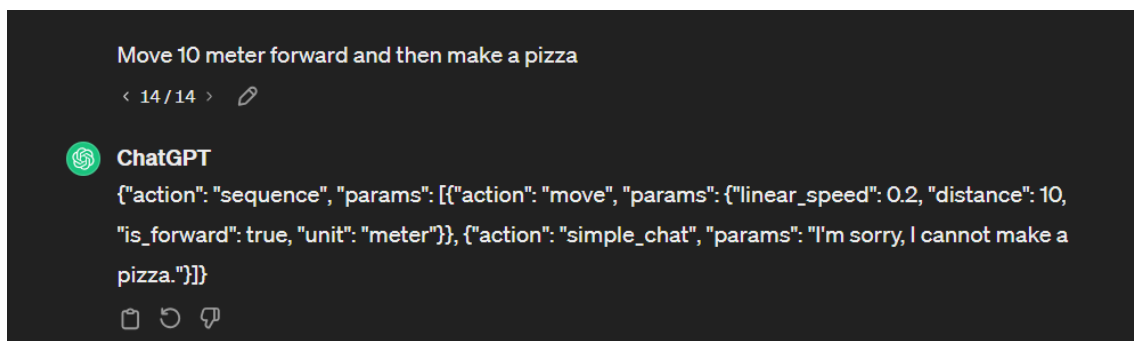 Move 10 meter forward and then make a pizza
< 14/14 >
ChatGPT
{"action": "sequence", "params": [{"action": "move", "params": {"linear_speed": 0.2, "distance": 10,
"is_forward": true, "unit": "meter"}}, {"action": "simple_chat", "params": "I'm sorry, I cannot make a
pizza."}]}